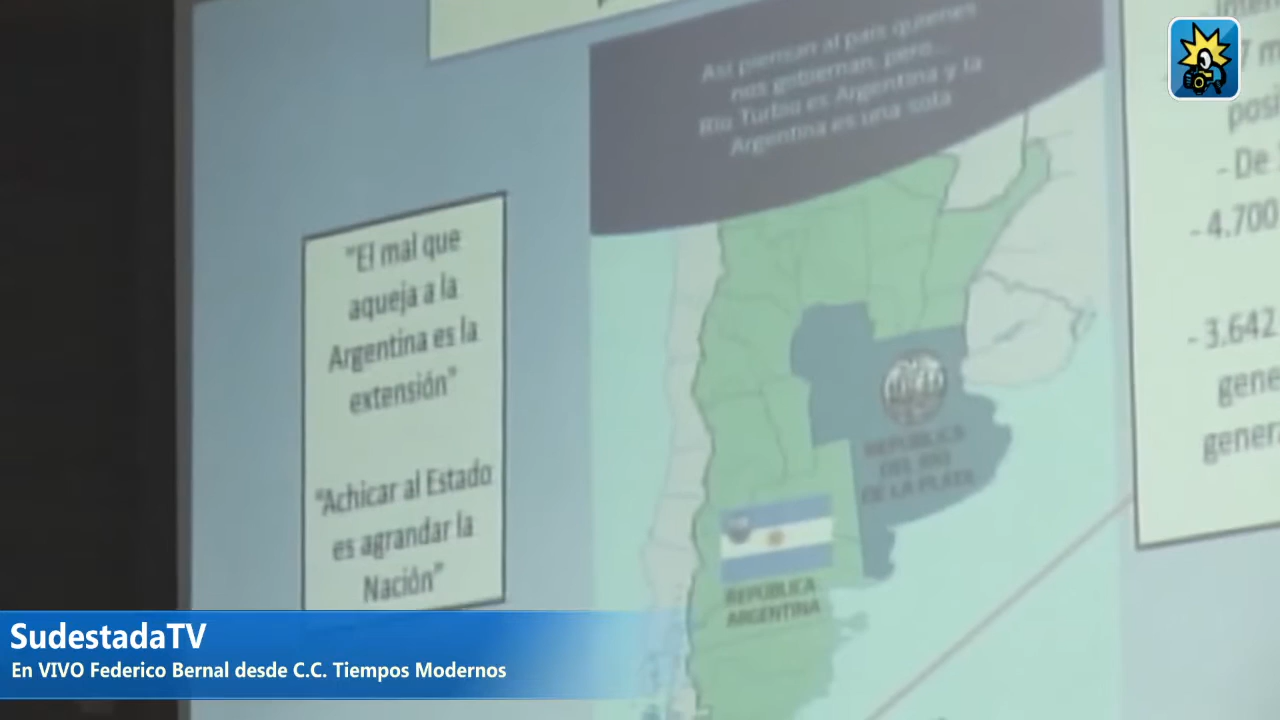 Así piensan al país quienes
nos gobiernan, pero...
Río Turbio es Argentina y la
Argentina es una sola
"El mal que
aqueja a la
Argentina es la
extensión"
"Achicar al Estado
es agrandar la
Nación"
REPÚBLICA
DEL RÍO
DE LA PLATA
REPÚBLICA
ARGENTINA
7 m
posi
- De
- 4.700
- 3.642
gene
genera
SudestadaTV
En VIVO Federico Bernal desde C.C. Tiempos Modernos